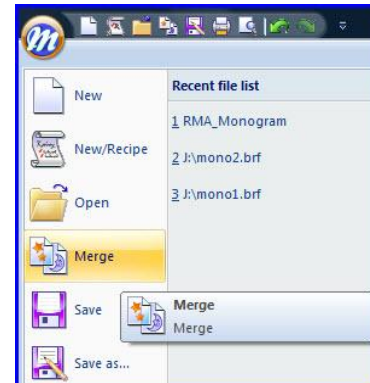 m
New
New/Recipe
Open
Merge
Save
Save as...
Recent file list
1 RMA_Monogram
2 J:\mono2.brf
3 J:\mono1.brf
Merge
Merge